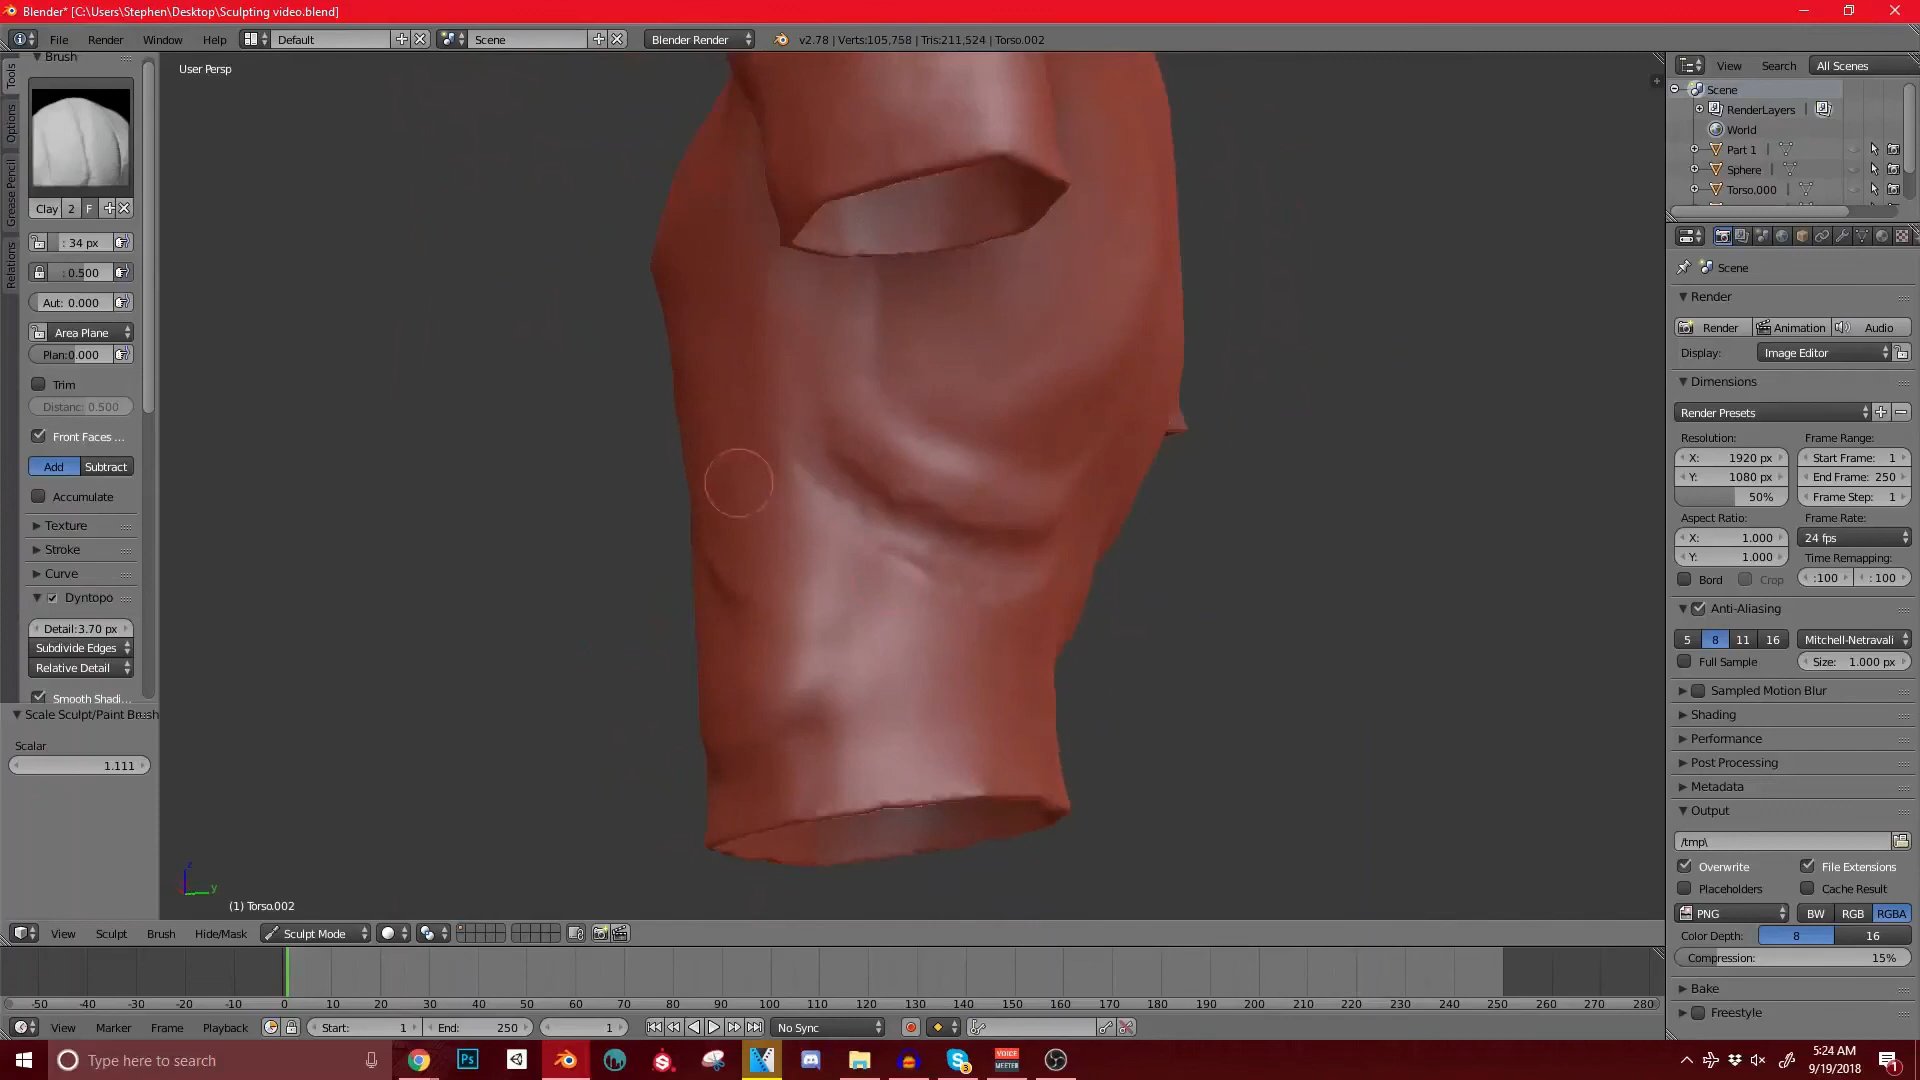 Blender* [C:\Users\Stephen\Desktop\Sculpting video.blend]
File Render Window Help Default Scene Blender Render v2.78 | Verts:105,758 | Tris:211,524 | Torso.002
Brush
User Persp
Tools
Options
Grease Pencil
Relations
Clay 2 F
: 34 px
: 0.500
Aut: 0.000
Area Plane
Plan:0.000
Trim
Distanc: 0.500
Front Faces ...
Add Subtract
Accumulate
Texture
Stroke
Curve
Dyntopo
Detail:3.70 px
Subdivide Edges
Relative Detail
Smooth Shadi...
Scale Sculpt/Paint Brush
Scalar
1.111
z
y
(1) Torso.002
View Sculpt Brush Hide/Mask Sculpt Mode
View Search All Scenes
Scene
RenderLayers
World
Part 1
Sphere
Torso.000
Scene
Render
Render Animation Audio
Display: Image Editor
Dimensions
Render Presets
Resolution: Frame Range:
X: 1920 px Start Frame: 1
Y: 1080 px End Frame: 250
50% Frame Step: 1
Aspect Ratio: Frame Rate:
X: 1.000 24 fps
Y: 1.000 Time Remapping:
Bord Crop :100 : 100
Anti-Aliasing
5 8 11 16 Mitchell-Netravali
Full Sample Size: 1.000 px
Sampled Motion Blur
Shading
Performance
Post Processing
Metadata
Output
/tmp\
Overwrite File Extensions
Placeholders Cache Result
PNG BW RGB RGBA
Color Depth: 8 16
Compression: 15%
Bake
Freestyle
-50 -40 -30 -20 -10 0 10 20 30 40 50 60 70 80 90 100 110 120 130 140 150 160 170 180 190 200 210 220 230 240 250 260 270 280
View Marker Frame Playback Start: 1 End: 250 1 No Sync
Type here to search
Ps
VOICE
MEETER
3
5:24 AM
9/19/2018
1